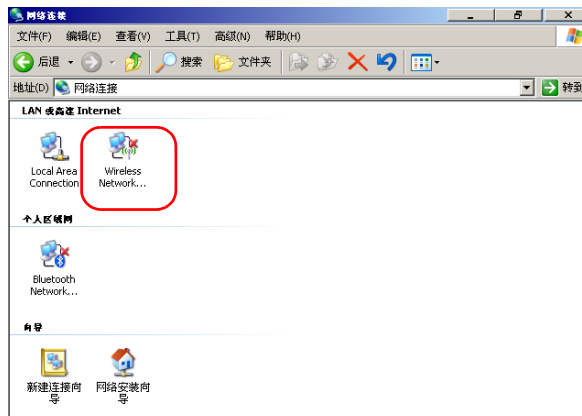 网络连接
文件(F) 编辑(E) 查看(V) 工具(T) 高级(N) 帮助(H)
后退 搜索 文件夹
地址(D) 网络连接 转到
LAN 或高速 Internet
Local Area
Connection
Wireless
Network...
个人区域网
Bluetooth
Network...
向导
新建连接向
导
网络安装向
导